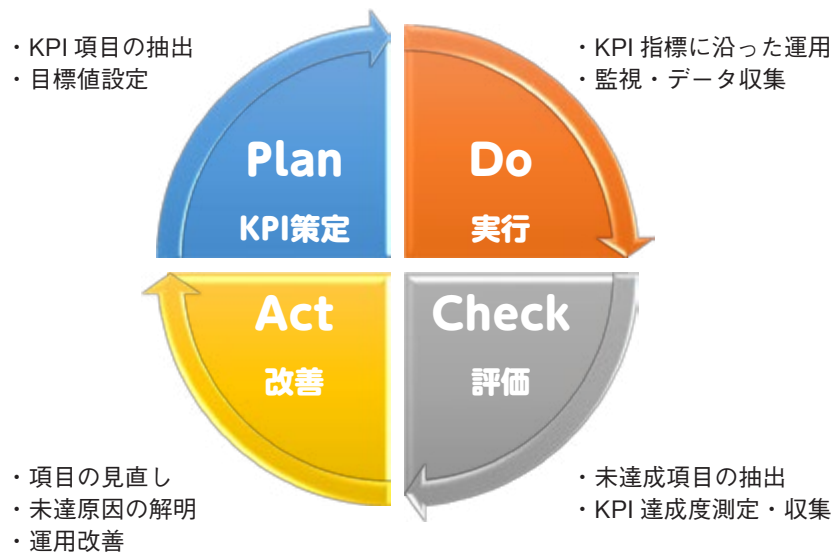 ・KPI 項目の抽出
・目標値設定
・KPI 指標に沿った運用
・監視・データ収集
Plan
KPI策定
Do
実行
Act
改善
Check
評価
・項目の見直し
・未達原因の解明
・運用改善
・未達成項目の抽出
・KPI 達成度測定・収集